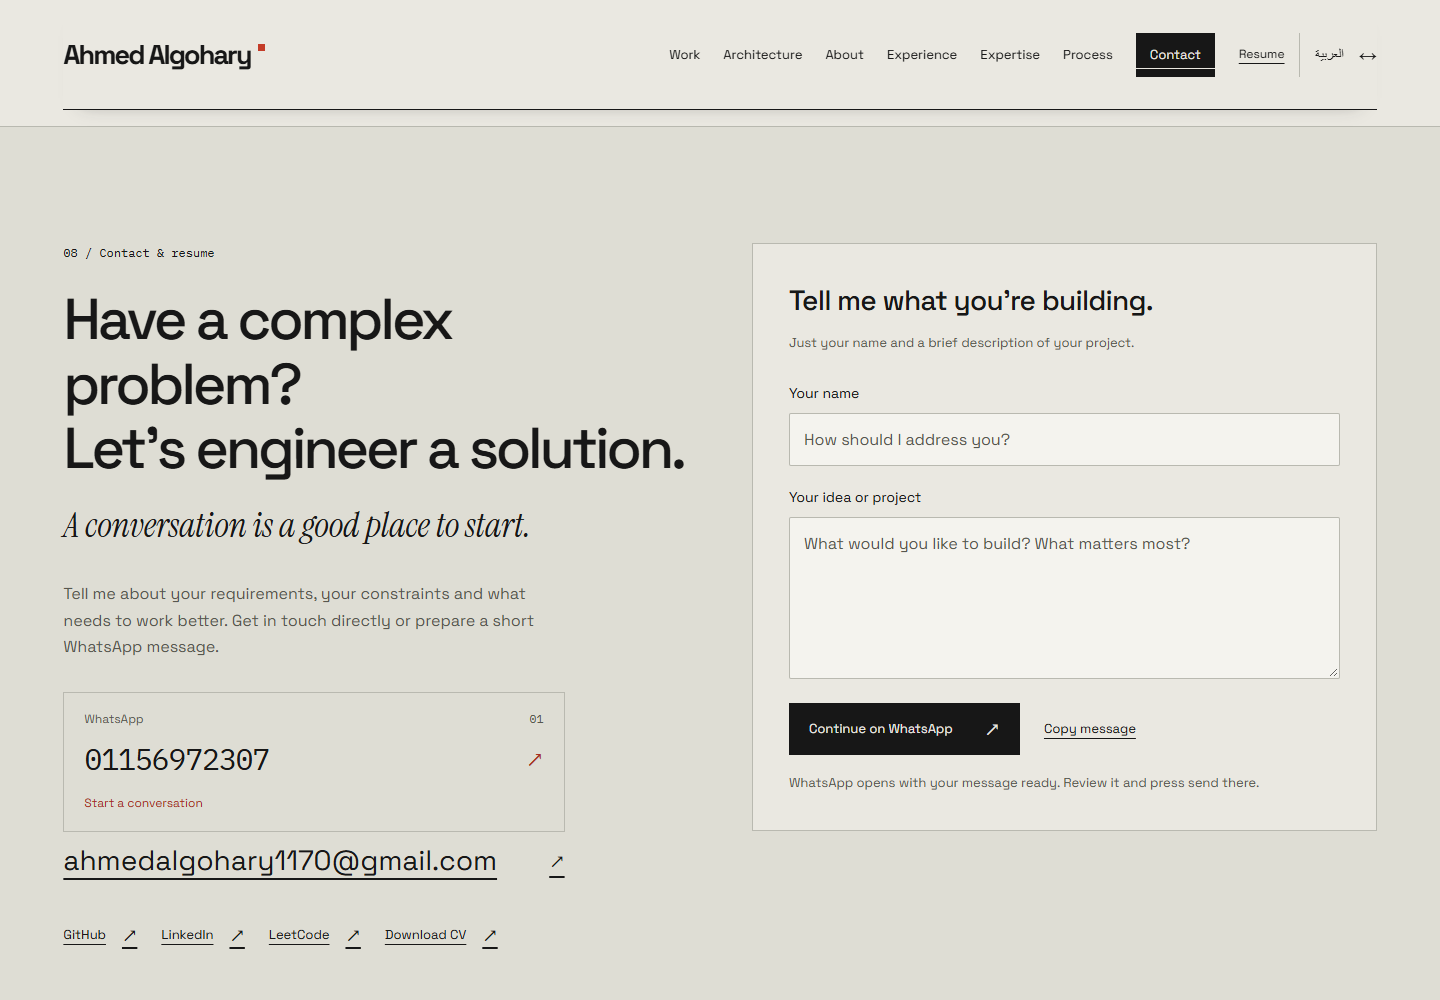 Ahmed Algohary
Work Architecture About Experience Expertise Process Contact Resume العربية ↔
08 / Contact & resume
Have a complex
problem?
Let’s engineer a solution.
A conversation is a good place to start.
Tell me about your requirements, your constraints and what
needs to work better. Get in touch directly or prepare a short
WhatsApp message.
WhatsApp 01
01156972307 ↗
Start a conversation
ahmedalgohary1170@gmail.com ↗
GitHub ↗ LinkedIn ↗ LeetCode ↗ Download CV ↗
Tell me what you’re building.
Just your name and a brief description of your project.
Your name
How should I address you?
Your idea or project
What would you like to build? What matters most?
Continue on WhatsApp ↗ Copy message
WhatsApp opens with your message ready. Review it and press send there.